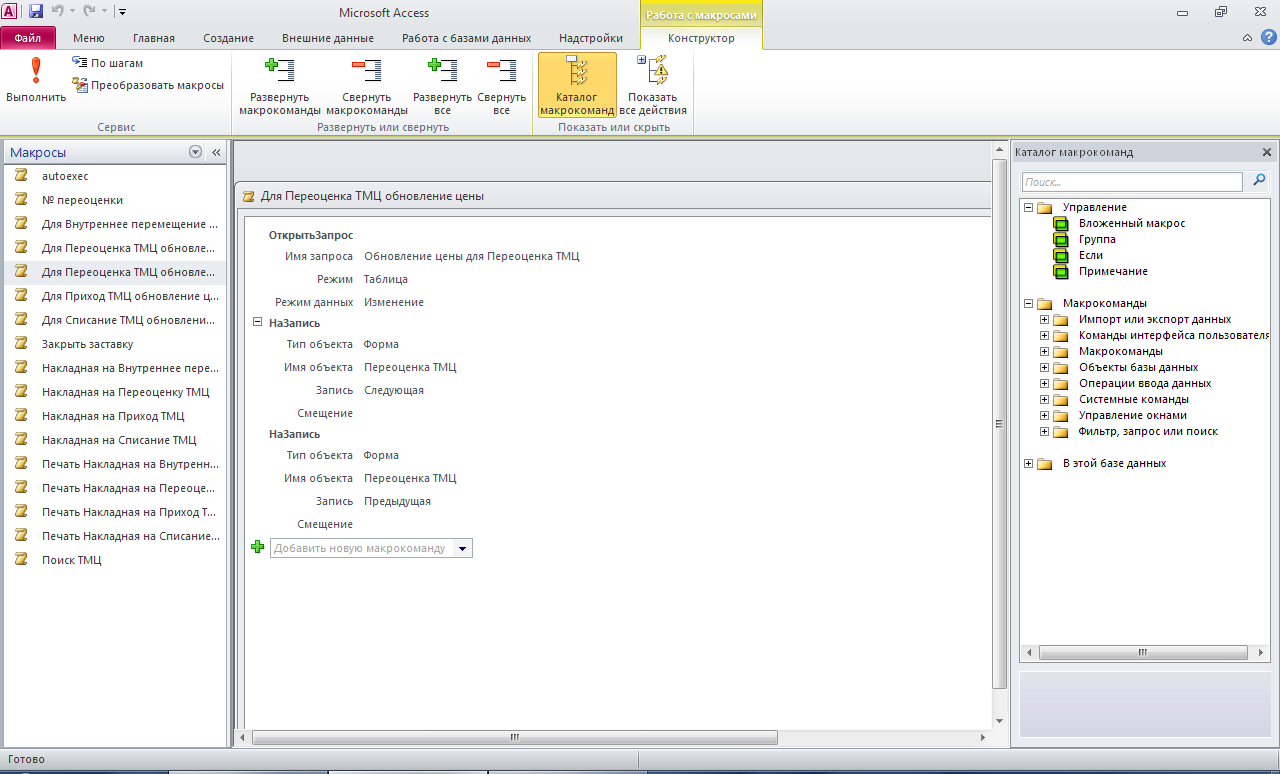 Microsoft Access
Работа с макросами
Файл
Меню
Главная
Создание
Внешние данные
Работа с базами данных
Надстройки
Конструктор
Выполнить
По шагам
Преобразовать макросы
Сервис
Развернуть макрокоманды
Свернуть макрокоманды
Развернуть все
Свернуть все
Развернуть или свернуть
Каталог макрокоманд
Показать все действия
Показать или скрыть
Макросы
autoexec
№ переоценки
Для Внутреннее перемещение ...
Для Переоценка ТМЦ обновле...
Для Переоценка ТМЦ обновле...
Для Приход ТМЦ обновление ц...
Для Списание ТМЦ обновлени...
Закрыть заставку
Накладная на Внутреннее пере...
Накладная на Переоценку ТМЦ
Накладная на Приход ТМЦ
Накладная на Списание ТМЦ
Печать Накладная на Внутренн...
Печать Накладная на Переоце...
Печать Накладная на Приход Т...
Печать Накладная на Списание...
Поиск ТМЦ
Для Переоценка ТМЦ обновление цены
ОткрытьЗапрос
Имя запроса Обновление цены для Переоценка ТМЦ
Режим Таблица
Режим данных Изменение
НаЗапись
Тип объекта Форма
Имя объекта Переоценка ТМЦ
Запись Следующая
Смещение
НаЗапись
Тип объекта Форма
Имя объекта Переоценка ТМЦ
Запись Предыдущая
Смещение
Добавить новую макрокоманду
Каталог макрокоманд
Поиск...
Управление
Вложенный макрос
Группа
Если
Примечание
Макрокоманды
Импорт или экспорт данных
Команды интерфейса пользователя
Макрокоманды
Объекты базы данных
Операции ввода данных
Системные команды
Управление окнами
Фильтр, запрос или поиск
В этой базе данных
Готово